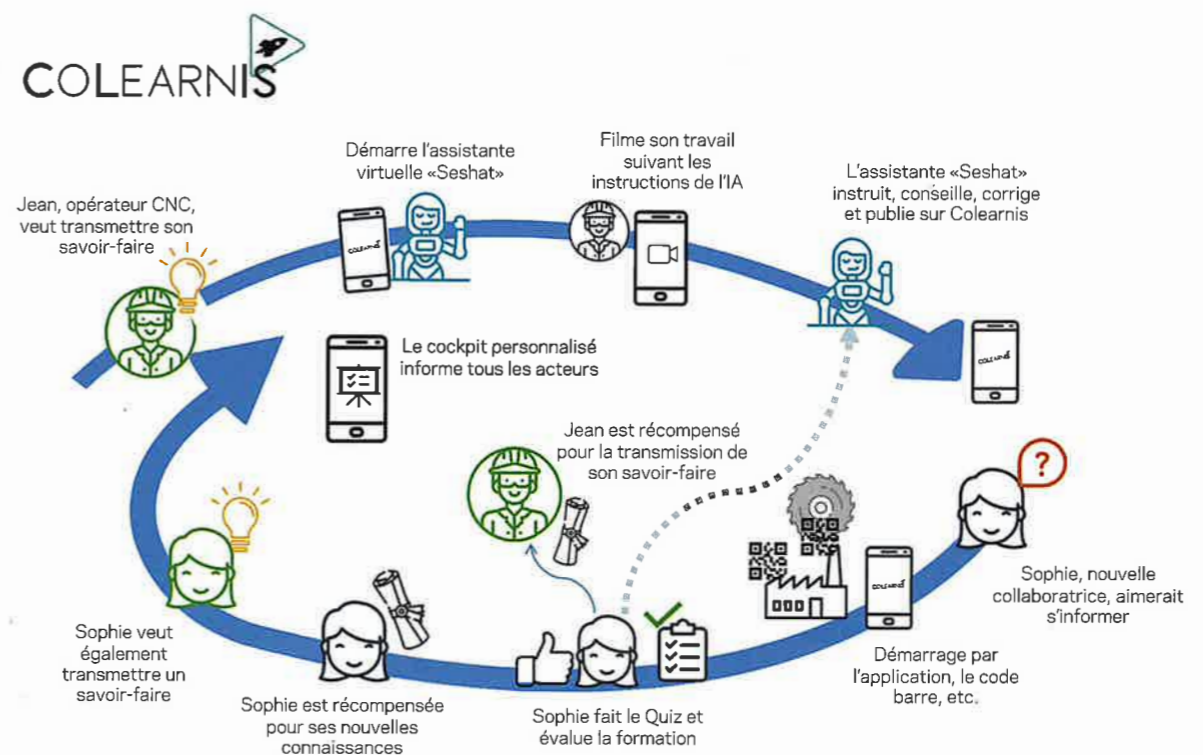 COLEARNIS
Jean, opérateur CNC,
veut transmettre son
savoir-faire
Démarre l'assistante
virtuelle «Seshat»
Filme son travail
suivant les
instructions de l'IA
L'assistante «Seshat»
instruit, conseille, corrige
et publie sur Colearnis
COLEARNIS
COLEARNIS
Le cockpit personnalisé
informe tous les acteurs
Jean est récompensé
pour la transmission de
son savoir-faire
?
Sophie, nouvelle
collaboratrice, aimerait
s'informer
COLEARNIS
Démarrage par
l'application, le code
barre, etc.
Sophie fait le Quiz et
évalue la formation
Sophie est récompensée
pour ses nouvelles
connaissances
Sophie veut
également
transmettre un
savoir-faire